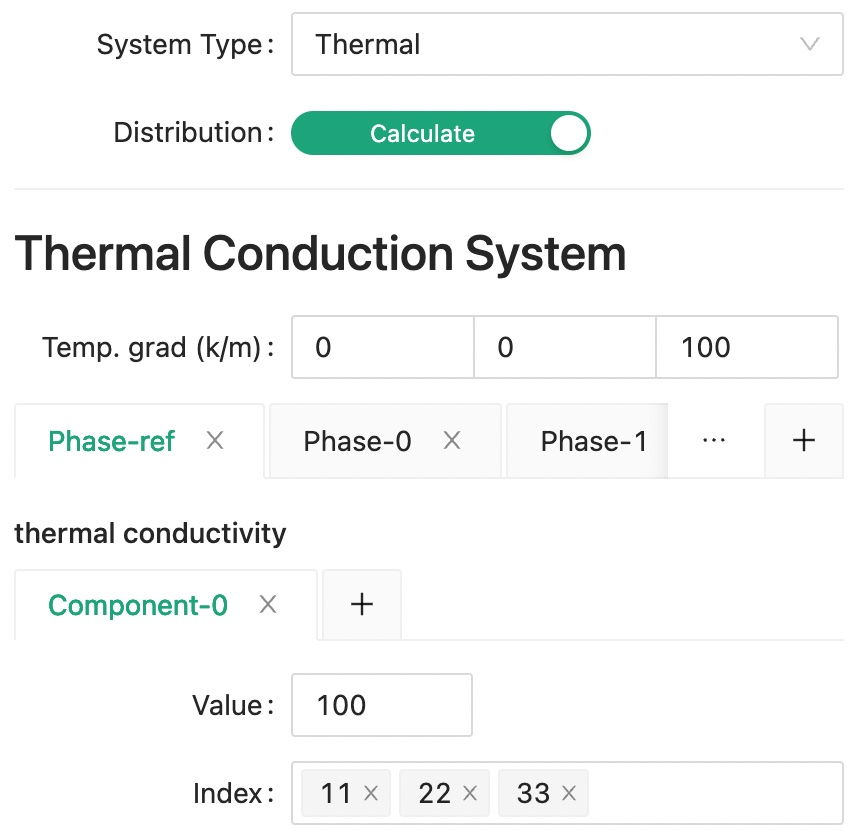 System Type: Thermal
Distribution: Calculate
Thermal Conduction System
Temp. grad (k/m): 0 0 100
Phase-ref Phase-0 Phase-1 ··· +
thermal conductivity
Component-0 +
Value: 100
Index: 11 22 33